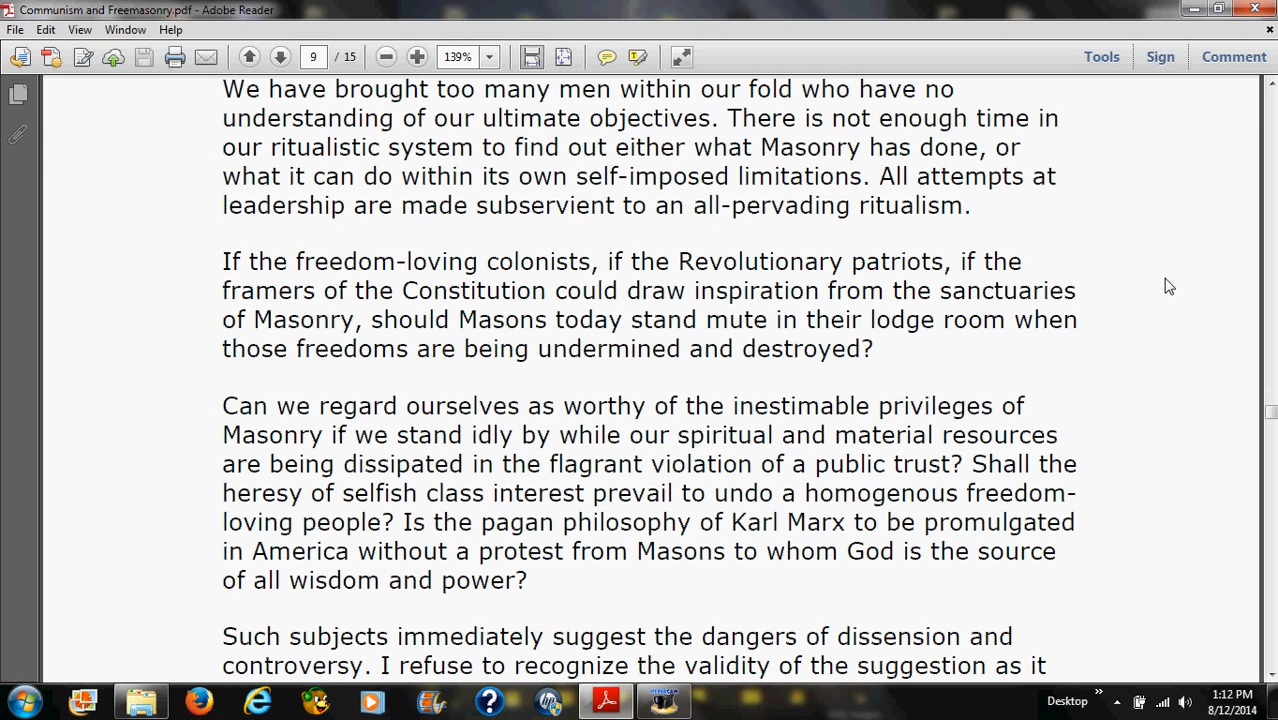 Communism and Freemasonry.pdf - Adobe Reader
File Edit View Window Help
9 / 15 139% Tools Sign Comment
We have brought too many men within our fold who have no
understanding of our ultimate objectives. There is not enough time in
our ritualistic system to find out either what Masonry has done, or
what it can do within its own self-imposed limitations. All attempts at
leadership are made subservient to an all-pervading ritualism.
If the freedom-loving colonists, if the Revolutionary patriots, if the
framers of the Constitution could draw inspiration from the sanctuaries
of Masonry, should Masons today stand mute in their lodge room when
those freedoms are being undermined and destroyed?
Can we regard ourselves as worthy of the inestimable privileges of
Masonry if we stand idly by while our spiritual and material resources
are being dissipated in the flagrant violation of a public trust? Shall the
heresy of selfish class interest prevail to undo a homogenous freedom-
loving people? Is the pagan philosophy of Karl Marx to be promulgated
in America without a protest from Masons to whom God is the source
of all wisdom and power?
Such subjects immediately suggest the dangers of dissension and
controversy. I refuse to recognize the validity of the suggestion as it
Desktop 1:12 PM
8/12/2014